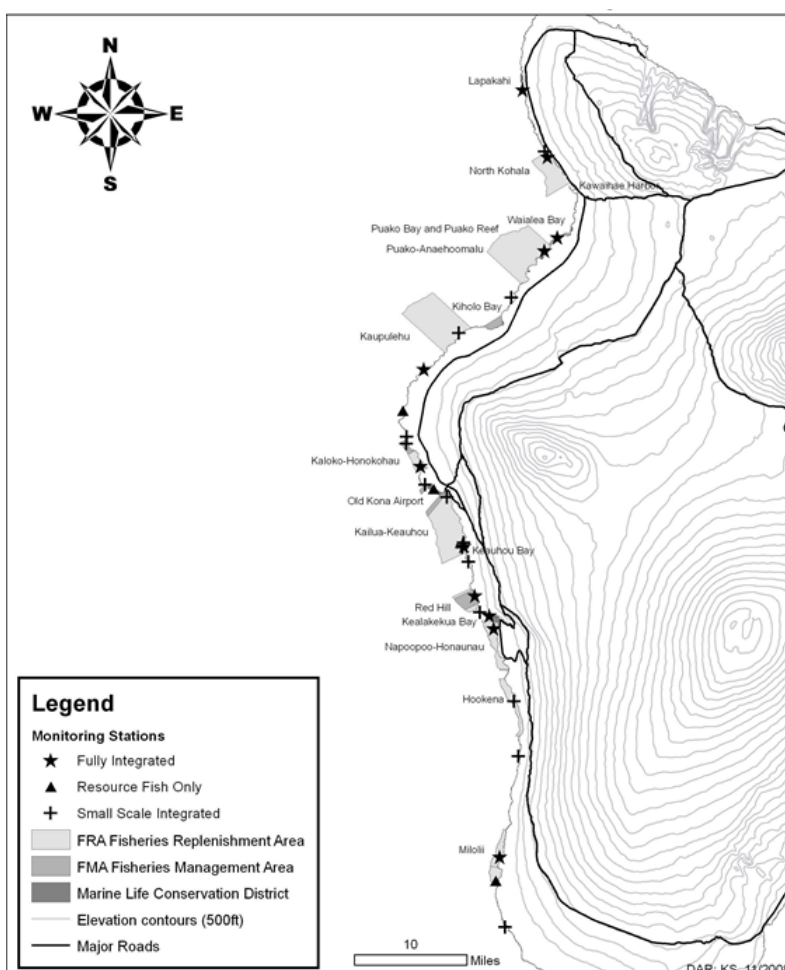 N
W
E
S
Lapakahi
North Kohala
Kawaihae Harbor
Waialea Bay
Puako Bay and Puako Reef
Puako-Anaehoomalu
Kiholo Bay
Kaupulehu
Kaloko-Honokohau
Old Kona Airport
Kailua-Keauhou
Keauhou Bay
Red Hill
Kealakekua Bay
Napoopoo-Honaunau
Hookena
Milolii
Legend
Monitoring Stations
Fully Integrated
Resource Fish Only
Small Scale Integrated
FRA Fisheries Replenishment Area
FMA Fisheries Management Area
Marine Life Conservation District
Elevation contours (500ft)
Major Roads
10
Miles
DAR: KS